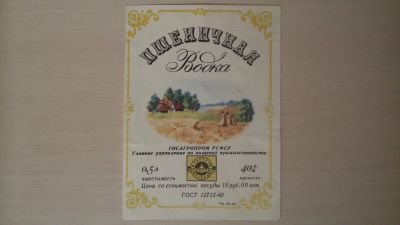 ПШЕНИЧНАЯ
Водка
ГОСАГРОПРОМ РСФСР
Главное управление по пищевой промышленности
0,5 л 40%
вместимость крепость
Цена со стоимостью посуды 10 руб. 00 коп.
ГОСТ 12712-80